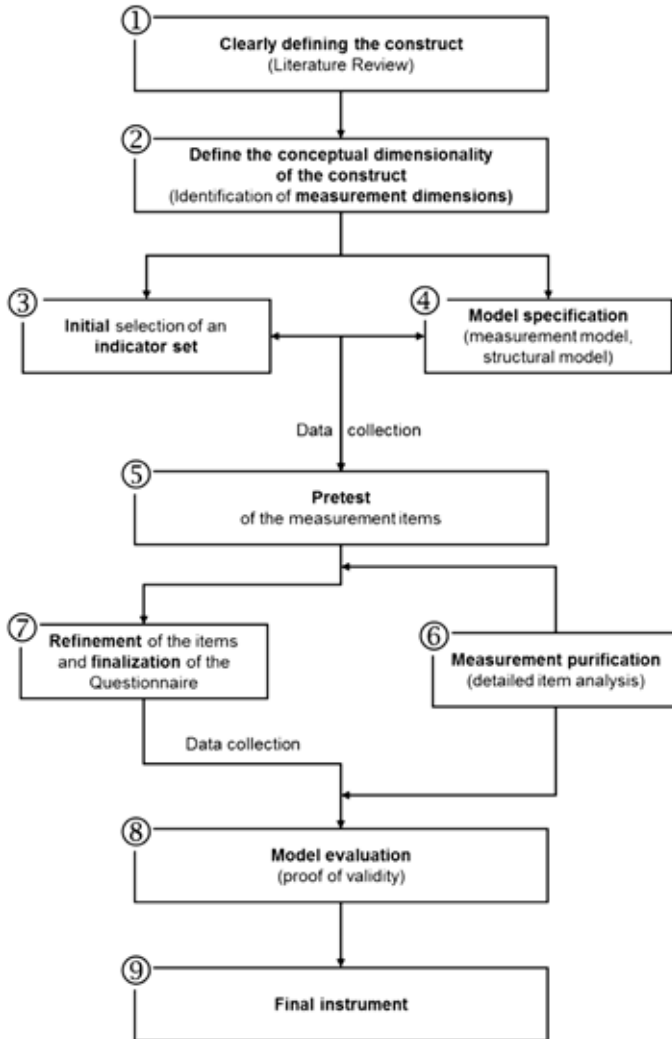 ①
Clearly defining the construct
(Literature Review)
②
Define the conceptual dimensionality
of the construct
(Identification of measurement dimensions)
③
Initial selection of an
indicator set
④
Model specification
(measurement model,
structural model)
Data collection
⑤
Pretest
of the measurement items
⑦
Refinement of the items
and finalization of the
Questionnaire
⑥
Measurement purification
(detailed item analysis)
Data collection
⑧
Model evaluation
(proof of validity)
⑨
Final instrument